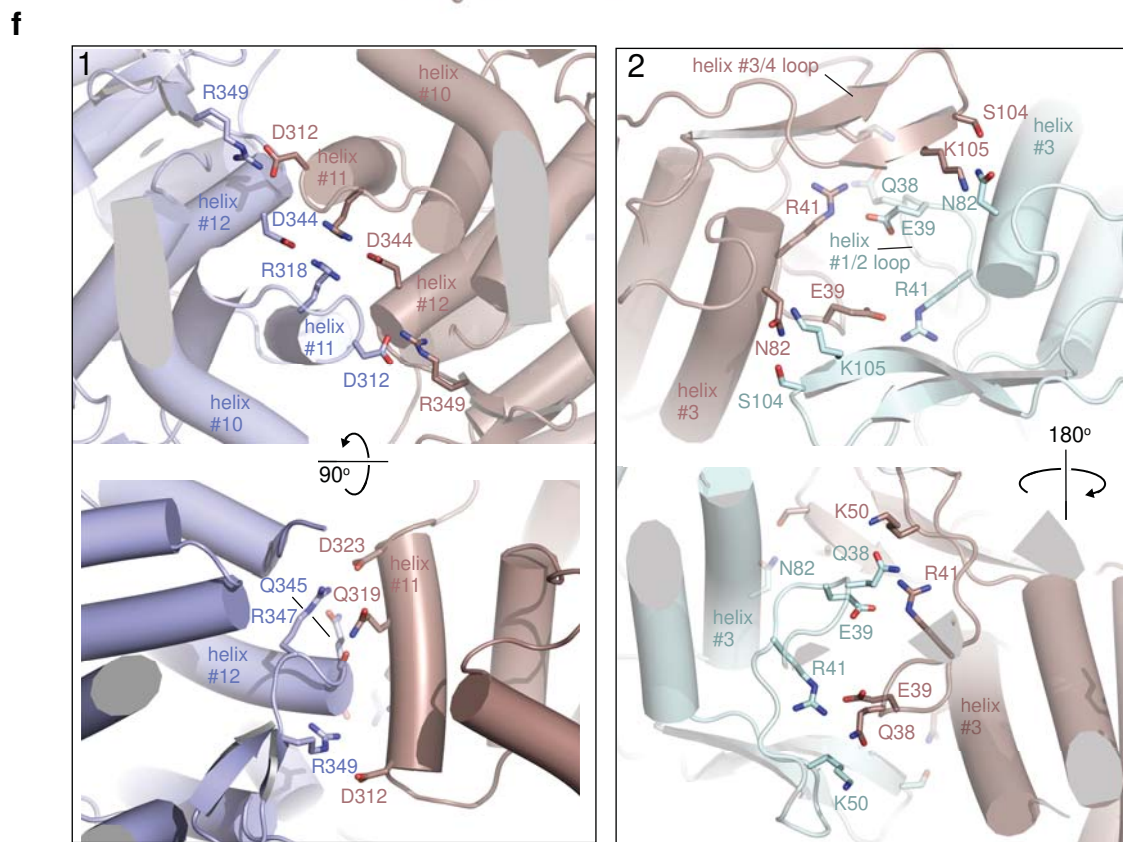 f
1
R349
D312
helix
#10
helix
#11
helix
#12
D344
D344
R318
helix
#12
helix
#11
D312
R349
helix
#10
90º
D323
helix
#11
Q345
Q319
R347
helix
#12
R349
D312
2
helix #3/4 loop
S104
helix
#3
K105
Q38
N82
R41
E39
helix
#1/2 loop
E39
R41
N82
K105
helix
#3
S104
180º
K50
N82
Q38
R41
helix
#3
E39
R41
E39
helix
#3
Q38
K50